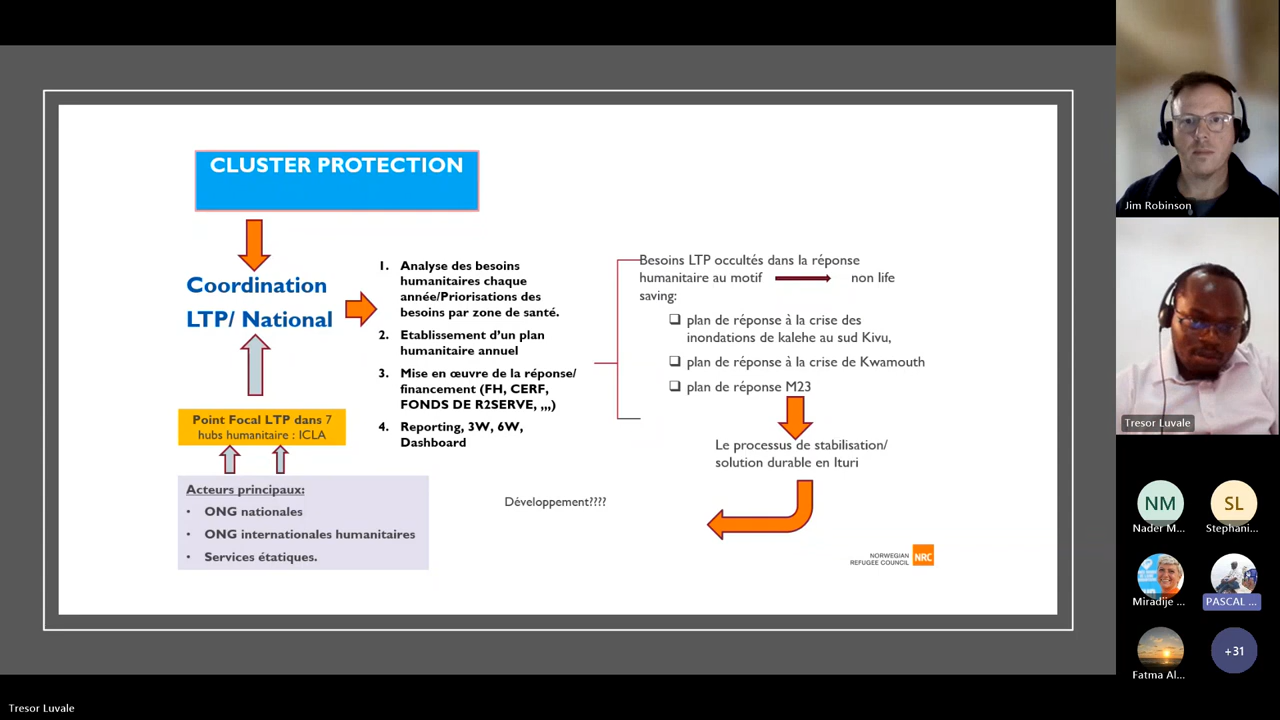 CLUSTER PROTECTION
Coordination
LTP/ National
Point Focal LTP dans 7
hubs humanitaire : ICLA
Acteurs principaux:
• ONG nationales
• ONG internationales humanitaires
• Services étatiques.
1. Analyse des besoins
humanitaires chaque
année/Priorisations des
besoins par zone de santé.
2. Etablissement d'un plan
humanitaire annuel
3. Mise en œuvre de la réponse/
financement (FH, CERF,
FONDS DE R2SERVE, ,,,)
4. Reporting, 3W, 6W,
Dashboard
Besoins LTP occultés dans la réponse
humanitaire au motif non life
saving:
❑ plan de réponse à la crise des
inondations de kalehe au sud Kivu,
❑ plan de réponse à la crise de Kwamouth
❑ plan de réponse M23
Le processus de stabilisation/
solution durable en Ituri
Développement????
NORWEGIAN
REFUGEE COUNCIL
NRC
Jim Robinson
Tresor Luvale
NM
SL
Nader M...
Stephani...
Miradije ...
PASCAL ...
Fatma Al...
+31
Tresor Luvale